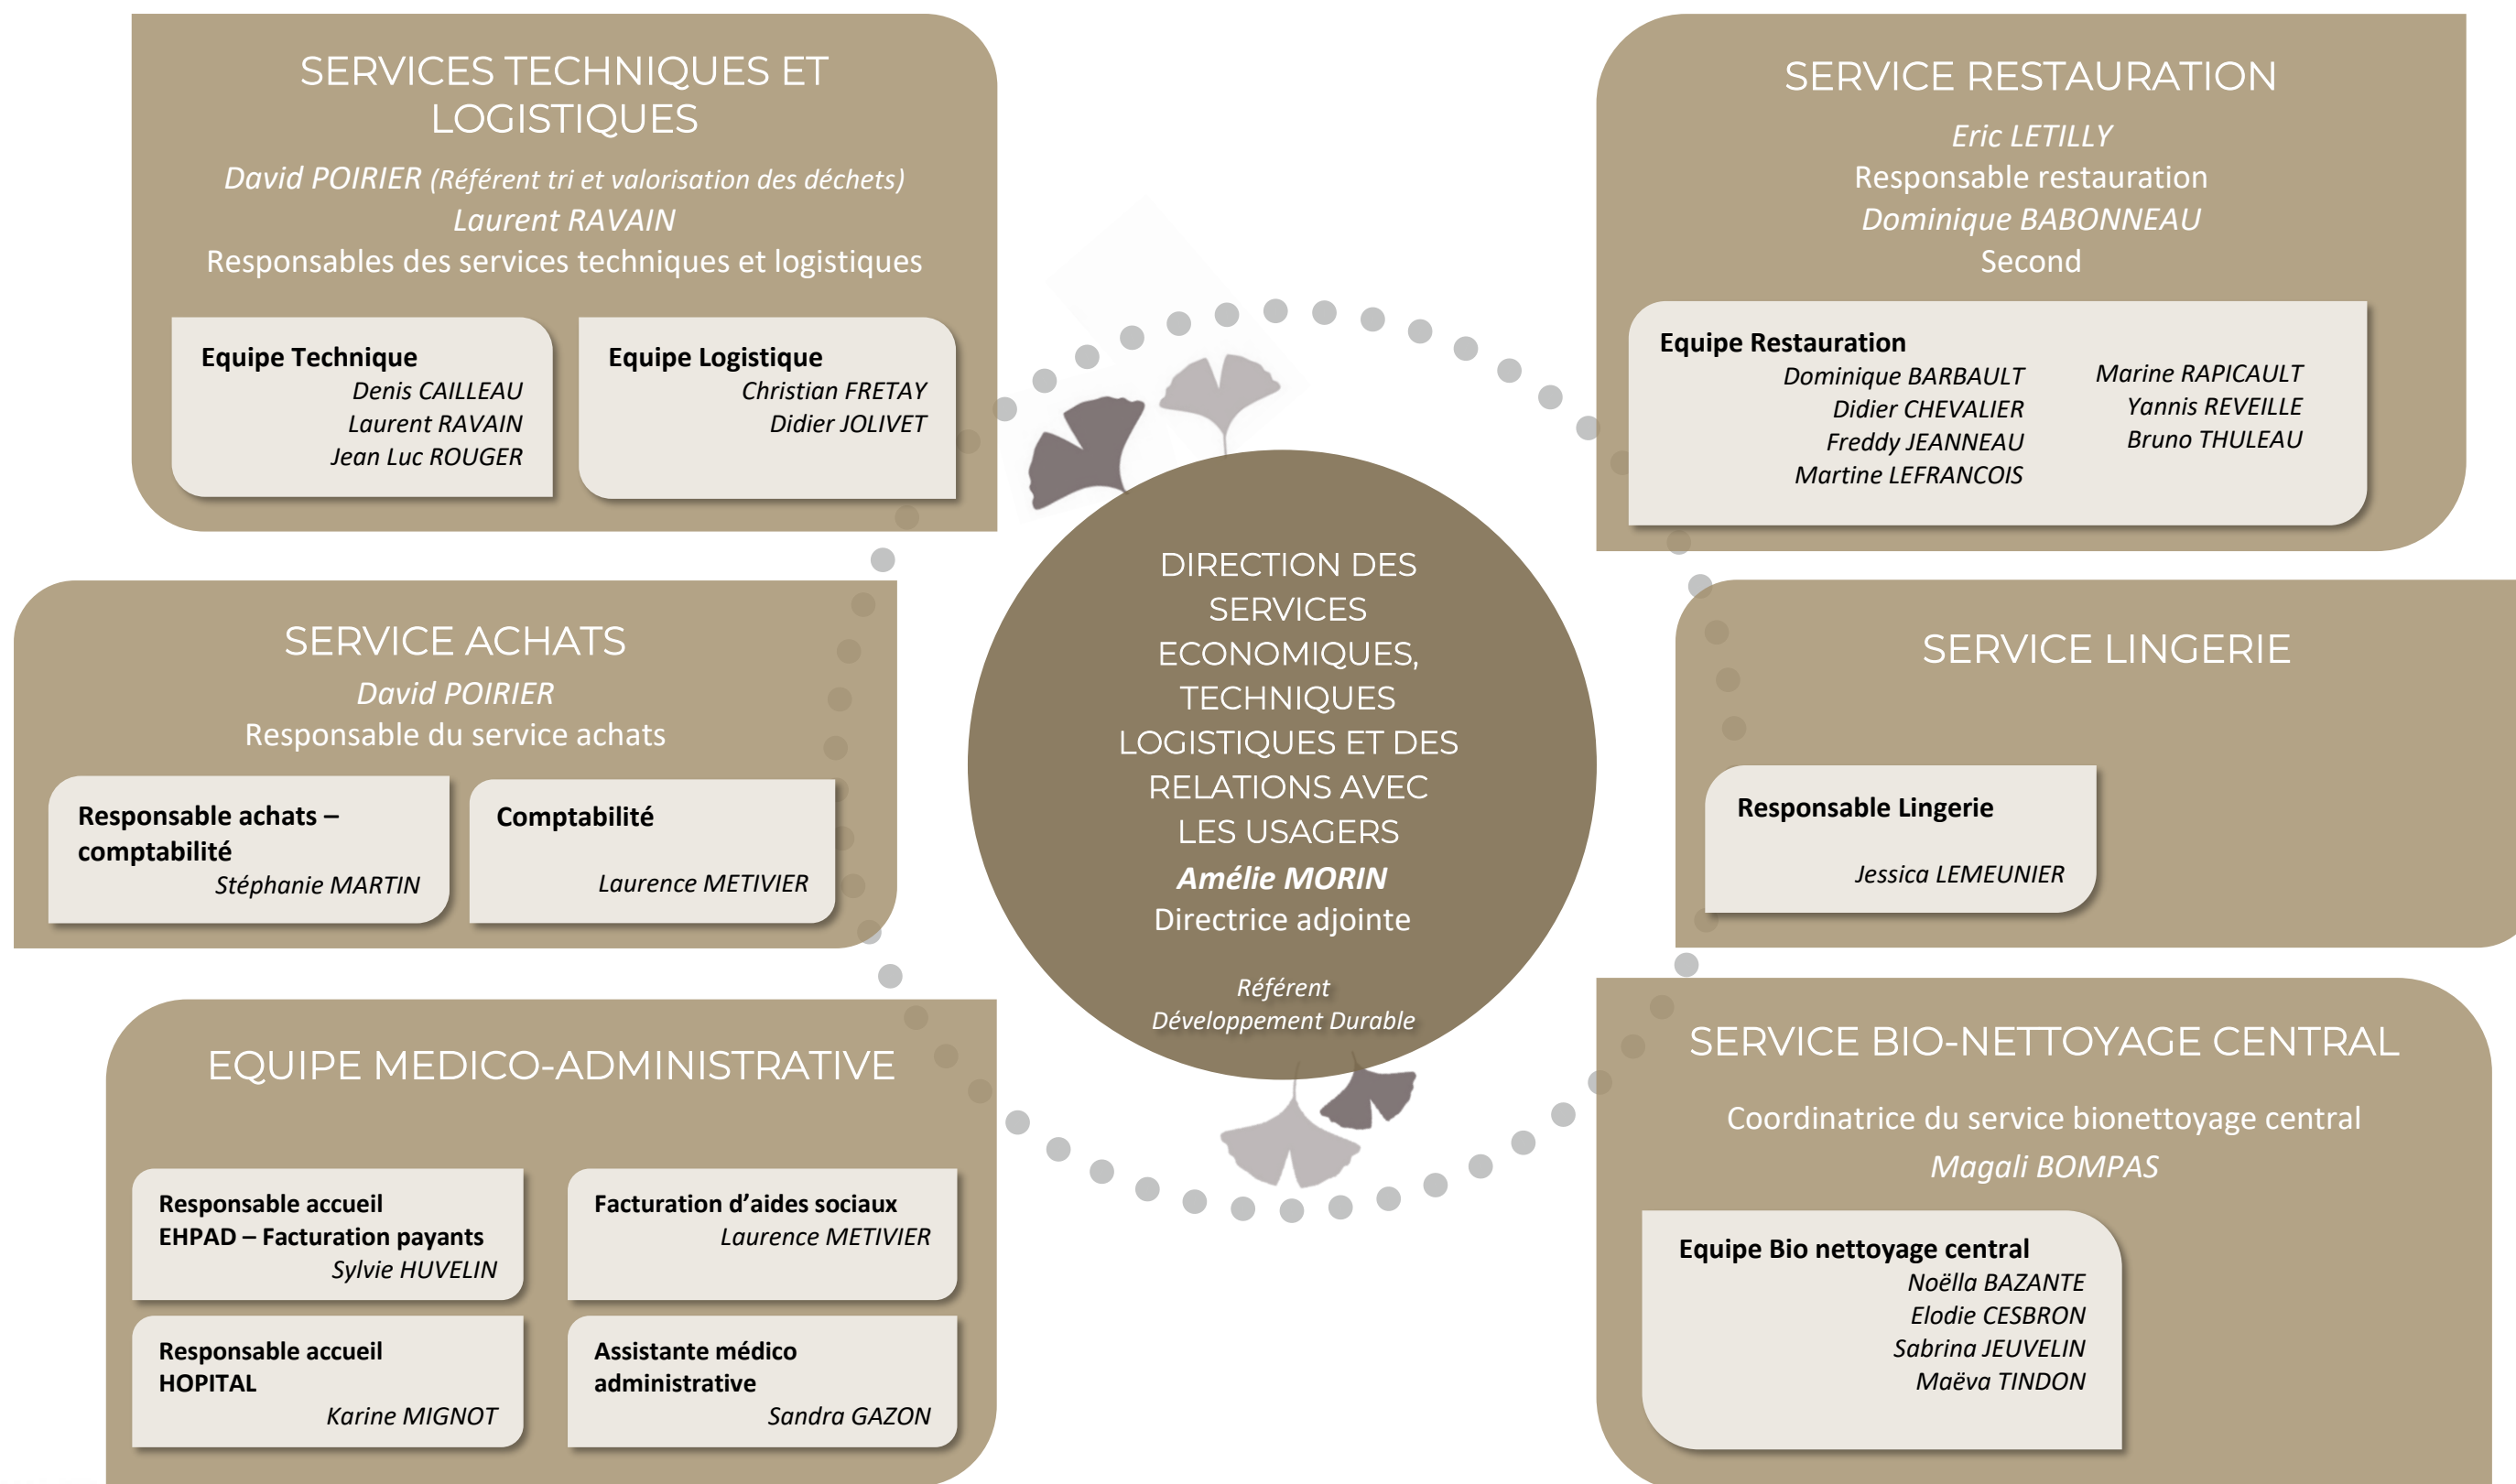 SERVICES TECHNIQUES ET
LOGISTIQUES
David POIRIER (Référent tri et valorisation des déchets)
Laurent RAVAIN
Responsables des services techniques et logistiques
Equipe Technique
Denis CAILLEAU
Laurent RAVAIN
Jean Luc ROUGER
Equipe Logistique
Christian FRETAY
Didier JOLIVET
SERVICE RESTAURATION
Eric LETILLY
Responsable restauration
Dominique BABONNEAU
Second
Equipe Restauration
Dominique BARBAULT
Didier CHEVALIER
Freddy JEANNEAU
Martine LEFRANCOIS
Marine RAPICAULT
Yannis REVEILLE
Bruno THULEAU
SERVICE ACHATS
David POIRIER
Responsable du service achats
Responsable achats –
comptabilité
Stéphanie MARTIN
Comptabilité
Laurence METIVIER
DIRECTION DES
SERVICES
ECONOMIQUES,
TECHNIQUES
LOGISTIQUES ET DES
RELATIONS AVEC
LES USAGERS
Amélie MORIN
Directrice adjointe
Référent
Développement Durable
SERVICE LINGERIE
Responsable Lingerie
Jessica LEMEUNIER
EQUIPE MEDICO-ADMINISTRATIVE
Responsable accueil
EHPAD – Facturation payants
Sylvie HUVELIN
Facturation d’aides sociaux
Laurence METIVIER
Responsable accueil
HOPITAL
Karine MIGNOT
Assistante médico
administrative
Sandra GAZON
SERVICE BIO-NETTOYAGE CENTRAL
Coordinatrice du service bionettoyage central
Magali BOMPAS
Equipe Bio nettoyage central
Noëlla BAZANTE
Elodie CESBRON
Sabrina JEUVELIN
Maëva TINDON